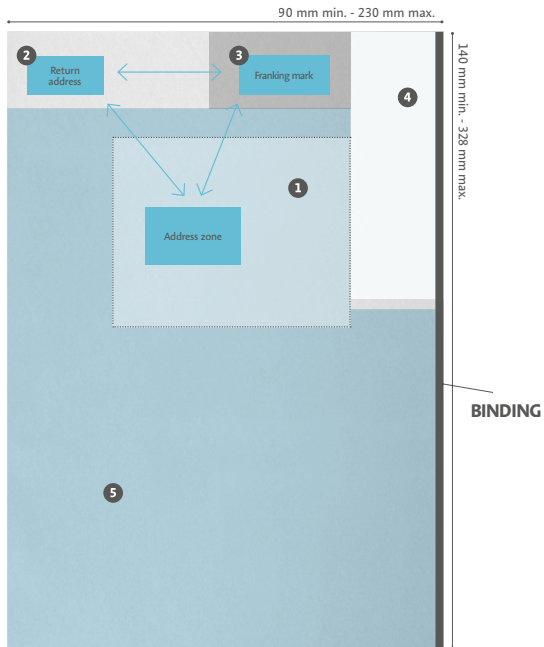 90 mm min. - 230 mm max.
2
Return
address
3
Franking mark
4
140 mm min. - 328 mm max.
1
Address zone
BINDING
5